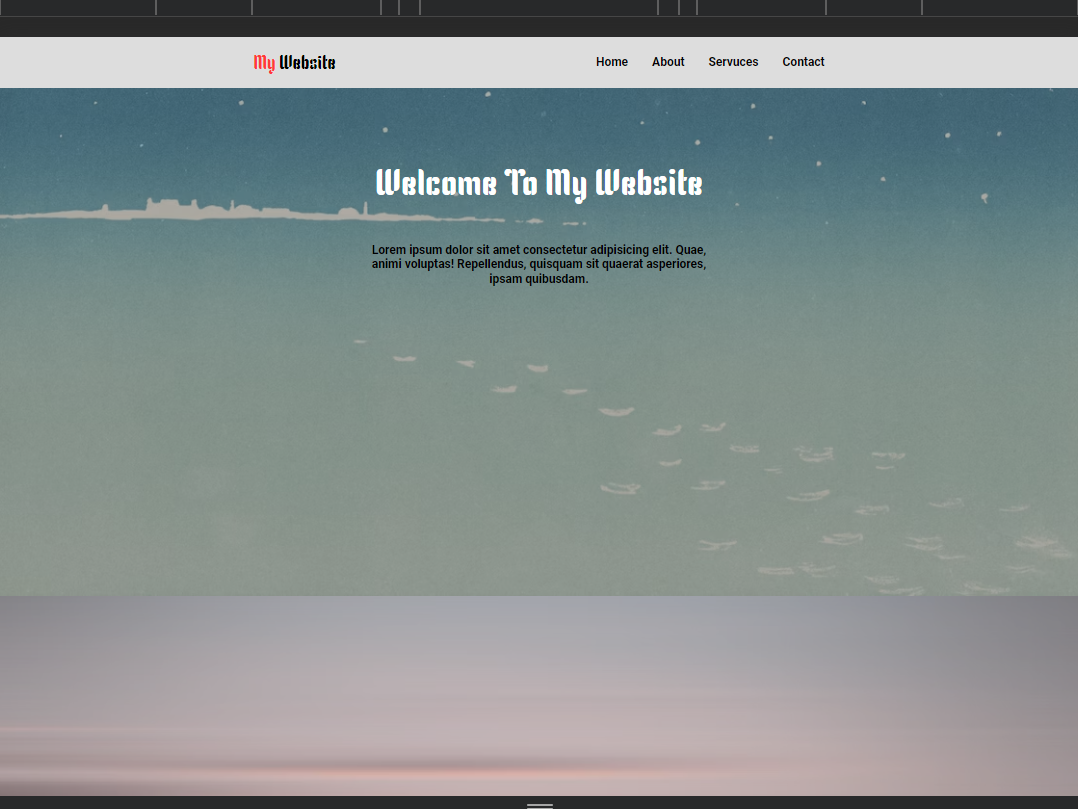 My Website
Home About Servuces Contact
Welcome To My Website
Lorem ipsum dolor sit amet consectetur adipisicing elit. Quae,
animi voluptas! Repellendus, quisquam sit quaerat asperiores,
ipsam quibusdam.